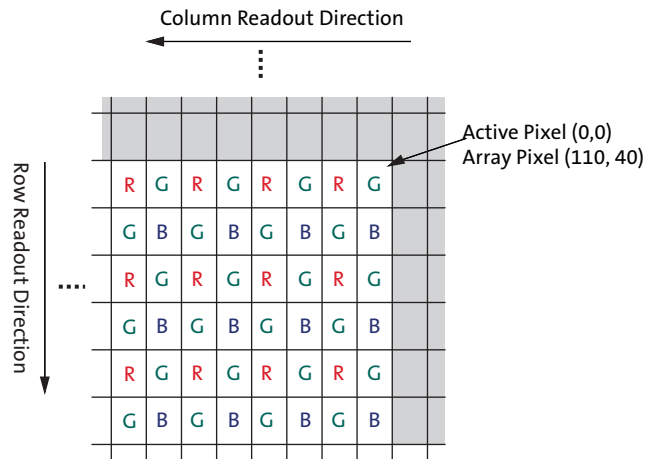 Column Readout Direction
Active Pixel (0,0)
Array Pixel (110, 40)
Row Readout Direction
R G R G R G R G
G B G B G B G B
R G R G R G R G
G B G B G B G B
R G R G R G R G
G B G B G B G B